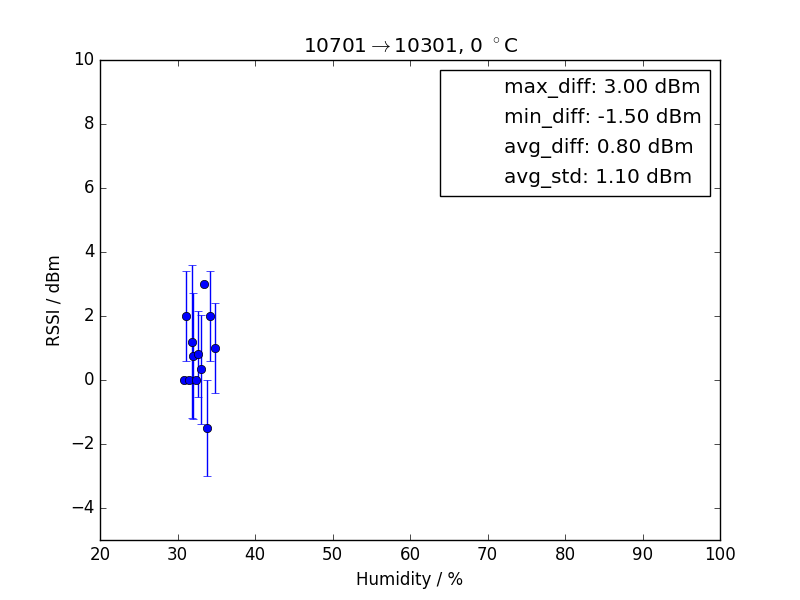 10701→10301, 0 °C
max_diff: 3.00 dBm
min_diff: -1.50 dBm
avg_diff: 0.80 dBm
avg_std: 1.10 dBm
RSSI / dBm
10
8
6
4
2
0
−2
−4
20 30 40 50 60 70 80 90 100
Humidity / %